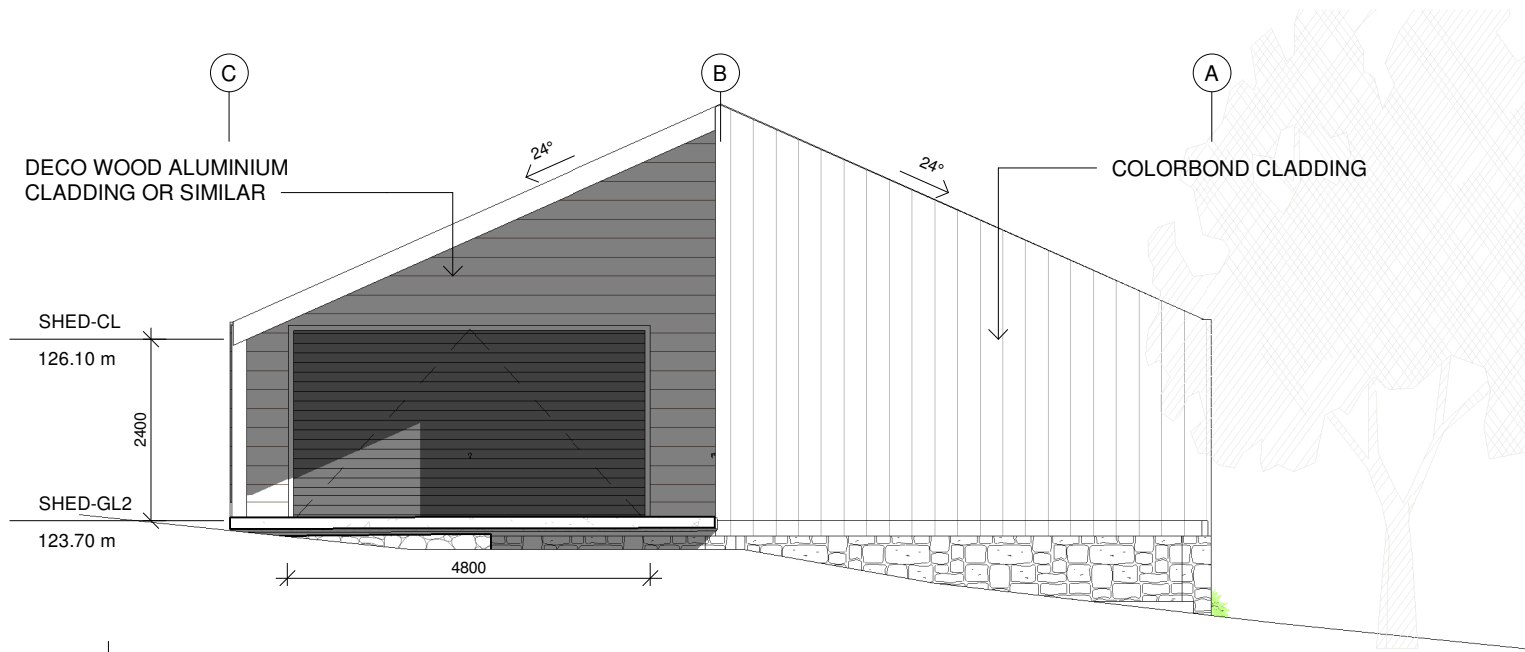 C
B
A
24°
24°
DECO WOOD ALUMINIUM
CLADDING OR SIMILAR
COLORBOND CLADDING
SHED-CL
126.10 m
2400
SHED-GL2
123.70 m
4800